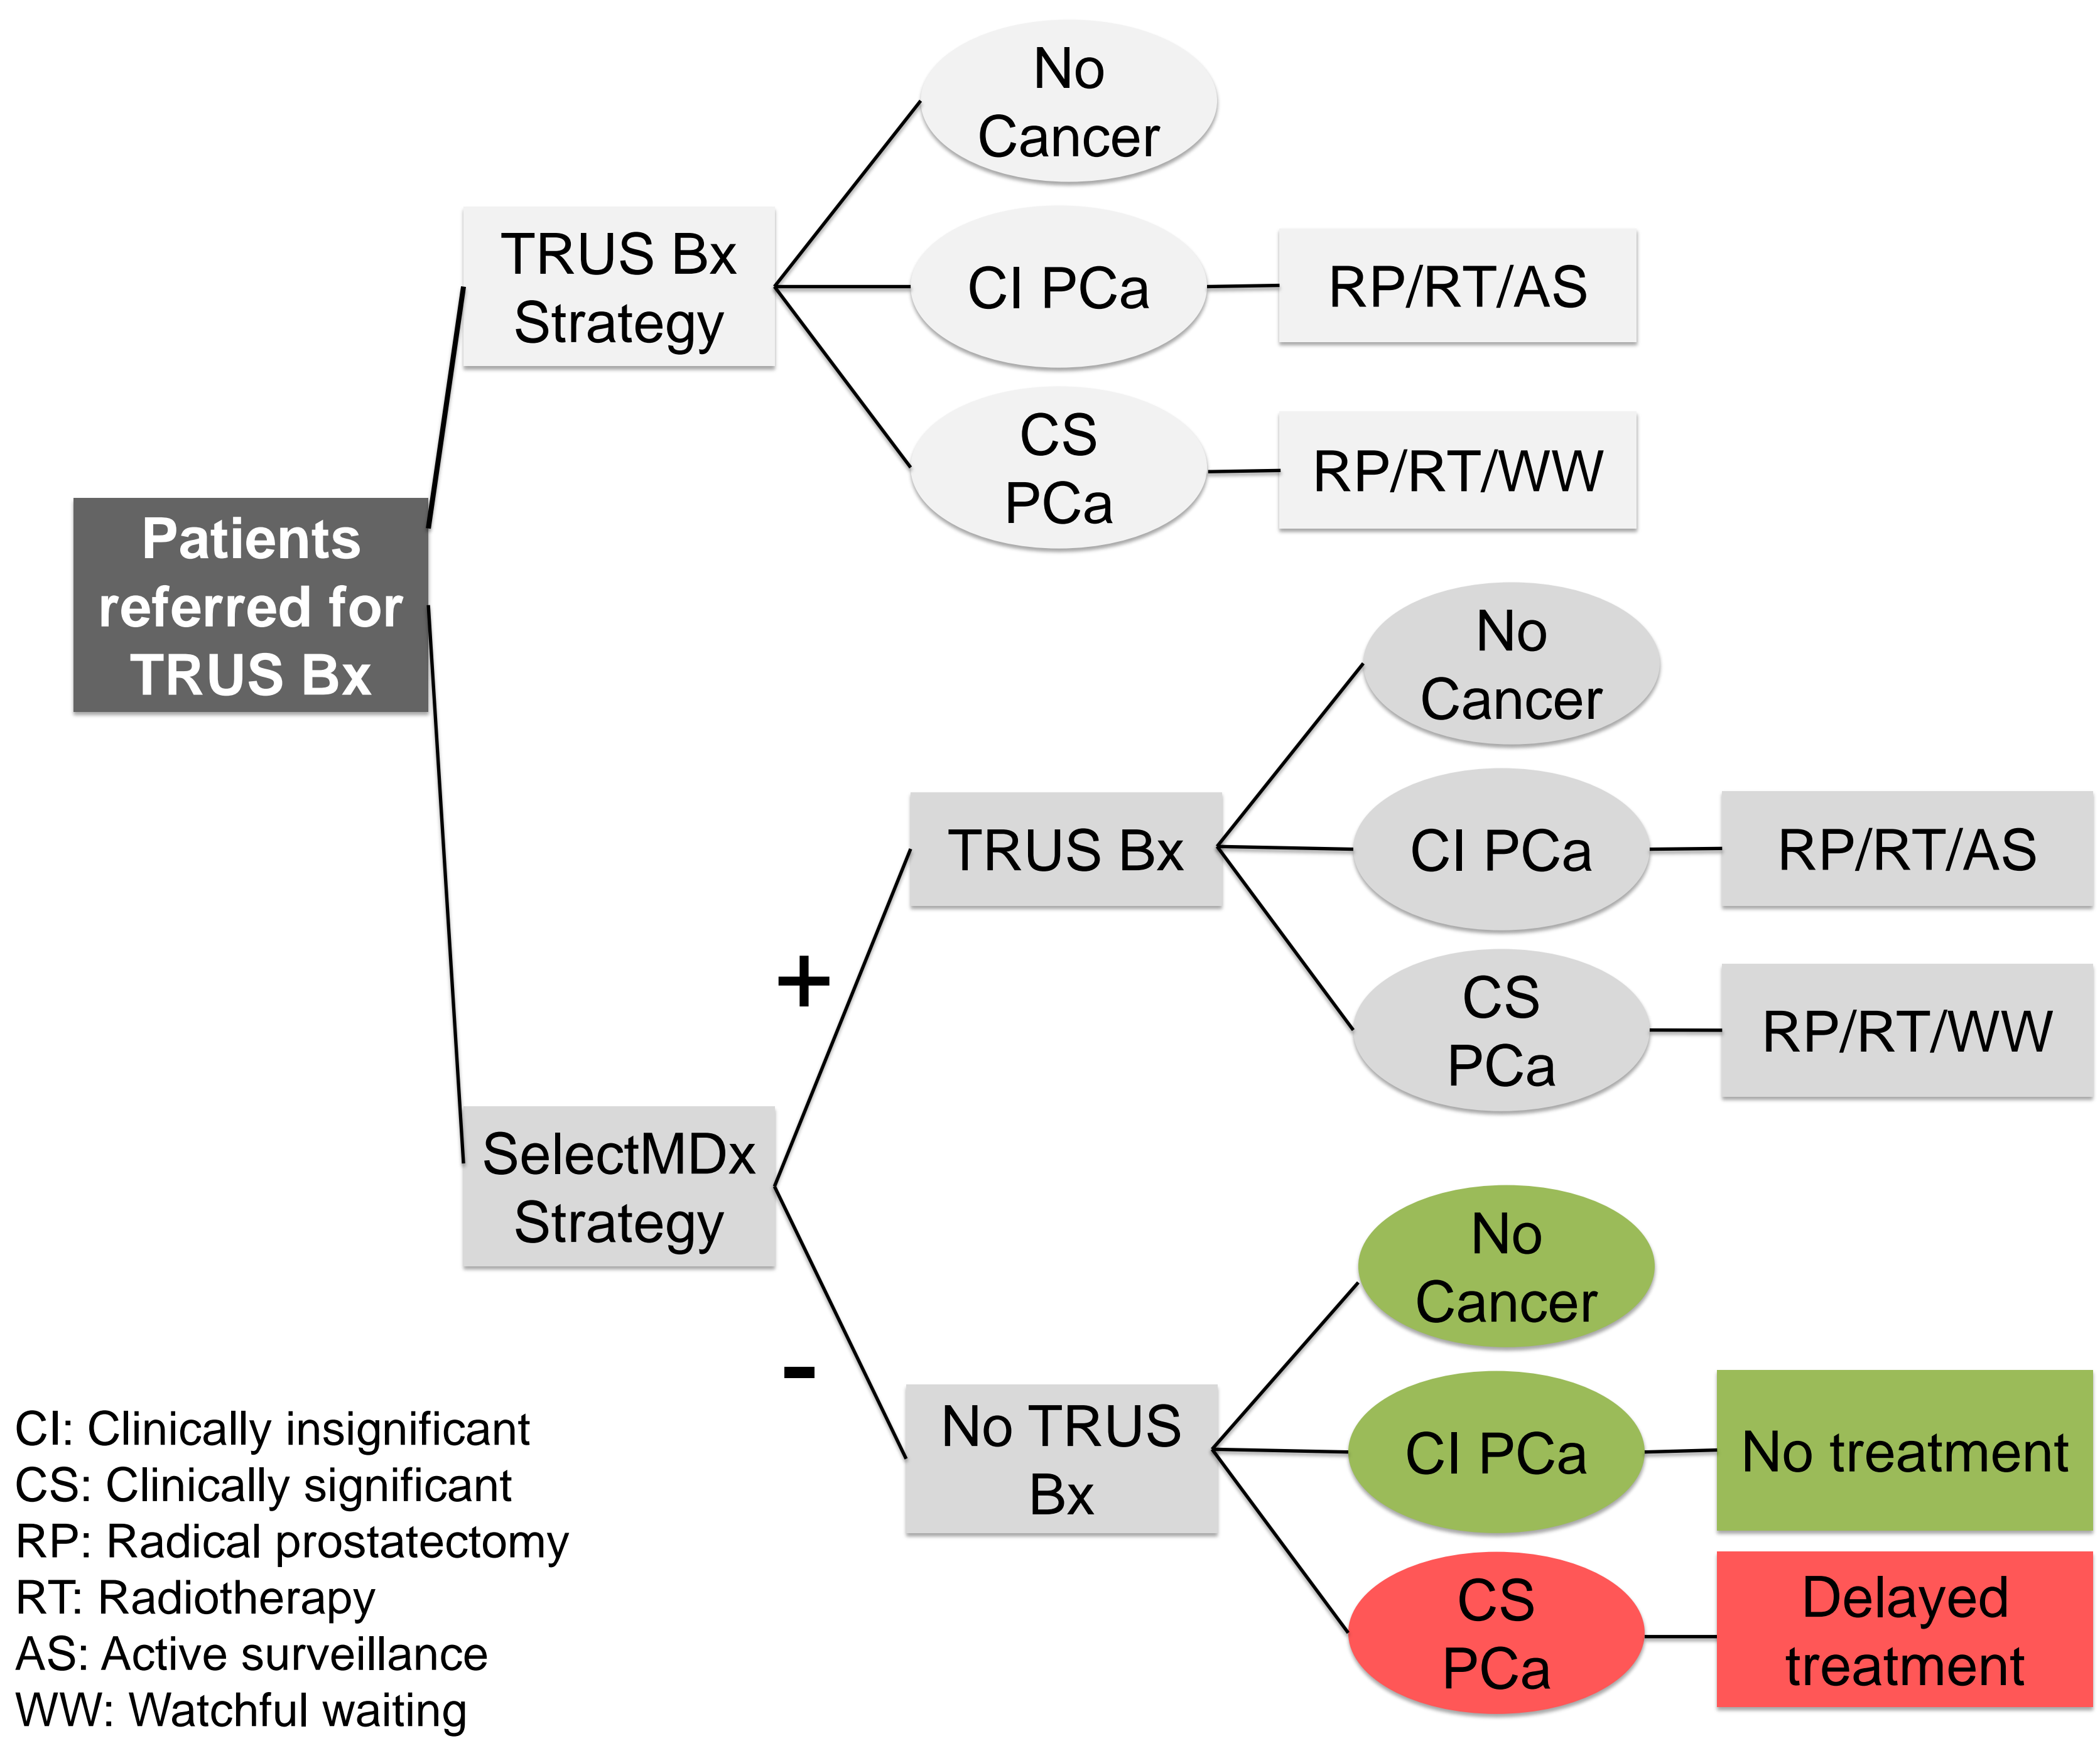 No
Cancer
TRUS Bx
Strategy
CI PCa
RP/RT/AS
CS
PCa
RP/RT/WW
Patients
referred for
TRUS Bx
No
Cancer
TRUS Bx
CI PCa
RP/RT/AS
+
CS
PCa
RP/RT/WW
SelectMDx
Strategy
No
Cancer
-
No TRUS
Bx
CI PCa
No treatment
CS
PCa
Delayed
treatment
CI: Clinically insignificant
CS: Clinically significant
RP: Radical prostatectomy
RT: Radiotherapy
AS: Active surveillance
WW: Watchful waiting